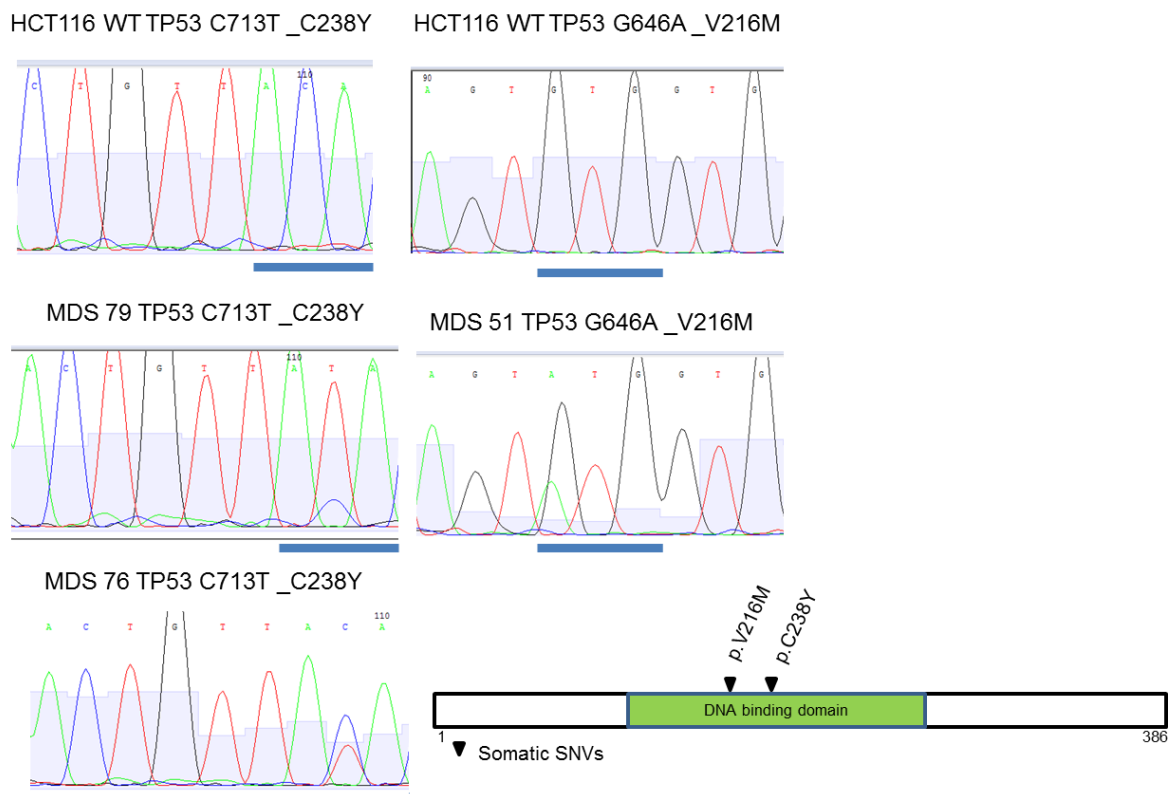 HCT116 WT TP53 C713T _C238Y
110
C T G T T A C A
HCT116 WT TP53 G646A _V216M
90
A G T G T G G T G
MDS 79 TP53 C713T _C238Y
110
A C T G T T A T A
MDS 51 TP53 G646A _V216M
A G T A T G G T G
MDS 76 TP53 C713T _C238Y
110
A C T G T T A C A
p.V216M
p.C238Y
DNA binding domain
1
386
Somatic SNVs